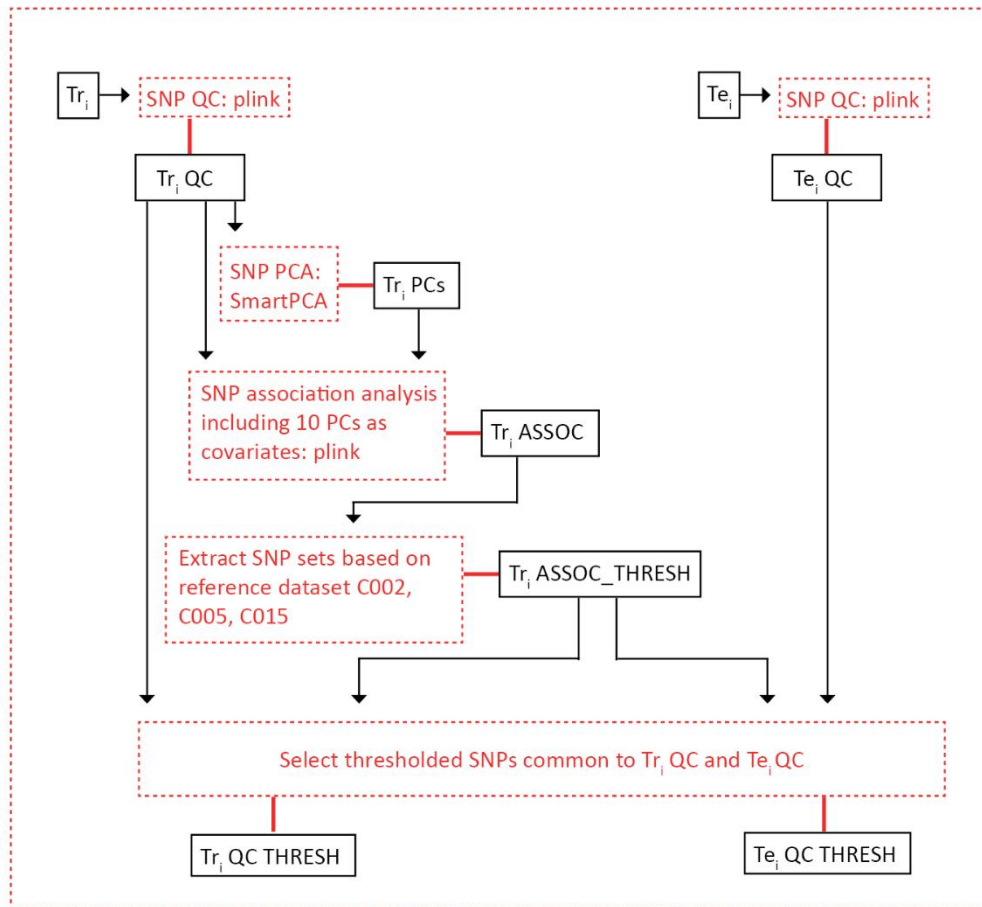 Trᵢ
SNP QC: plink
Teᵢ
SNP QC: plink
Trᵢ QC
Teᵢ QC
SNP PCA:
SmartPCA
Trᵢ PCs
SNP association analysis
including 10 PCs as
covariates: plink
Trᵢ ASSOC
Extract SNP sets based on
reference dataset C002,
C005, C015
Trᵢ ASSOC_THRESH
Select thresholded SNPs common to Trᵢ QC and Teᵢ QC
Trᵢ QC THRESH
Teᵢ QC THRESH